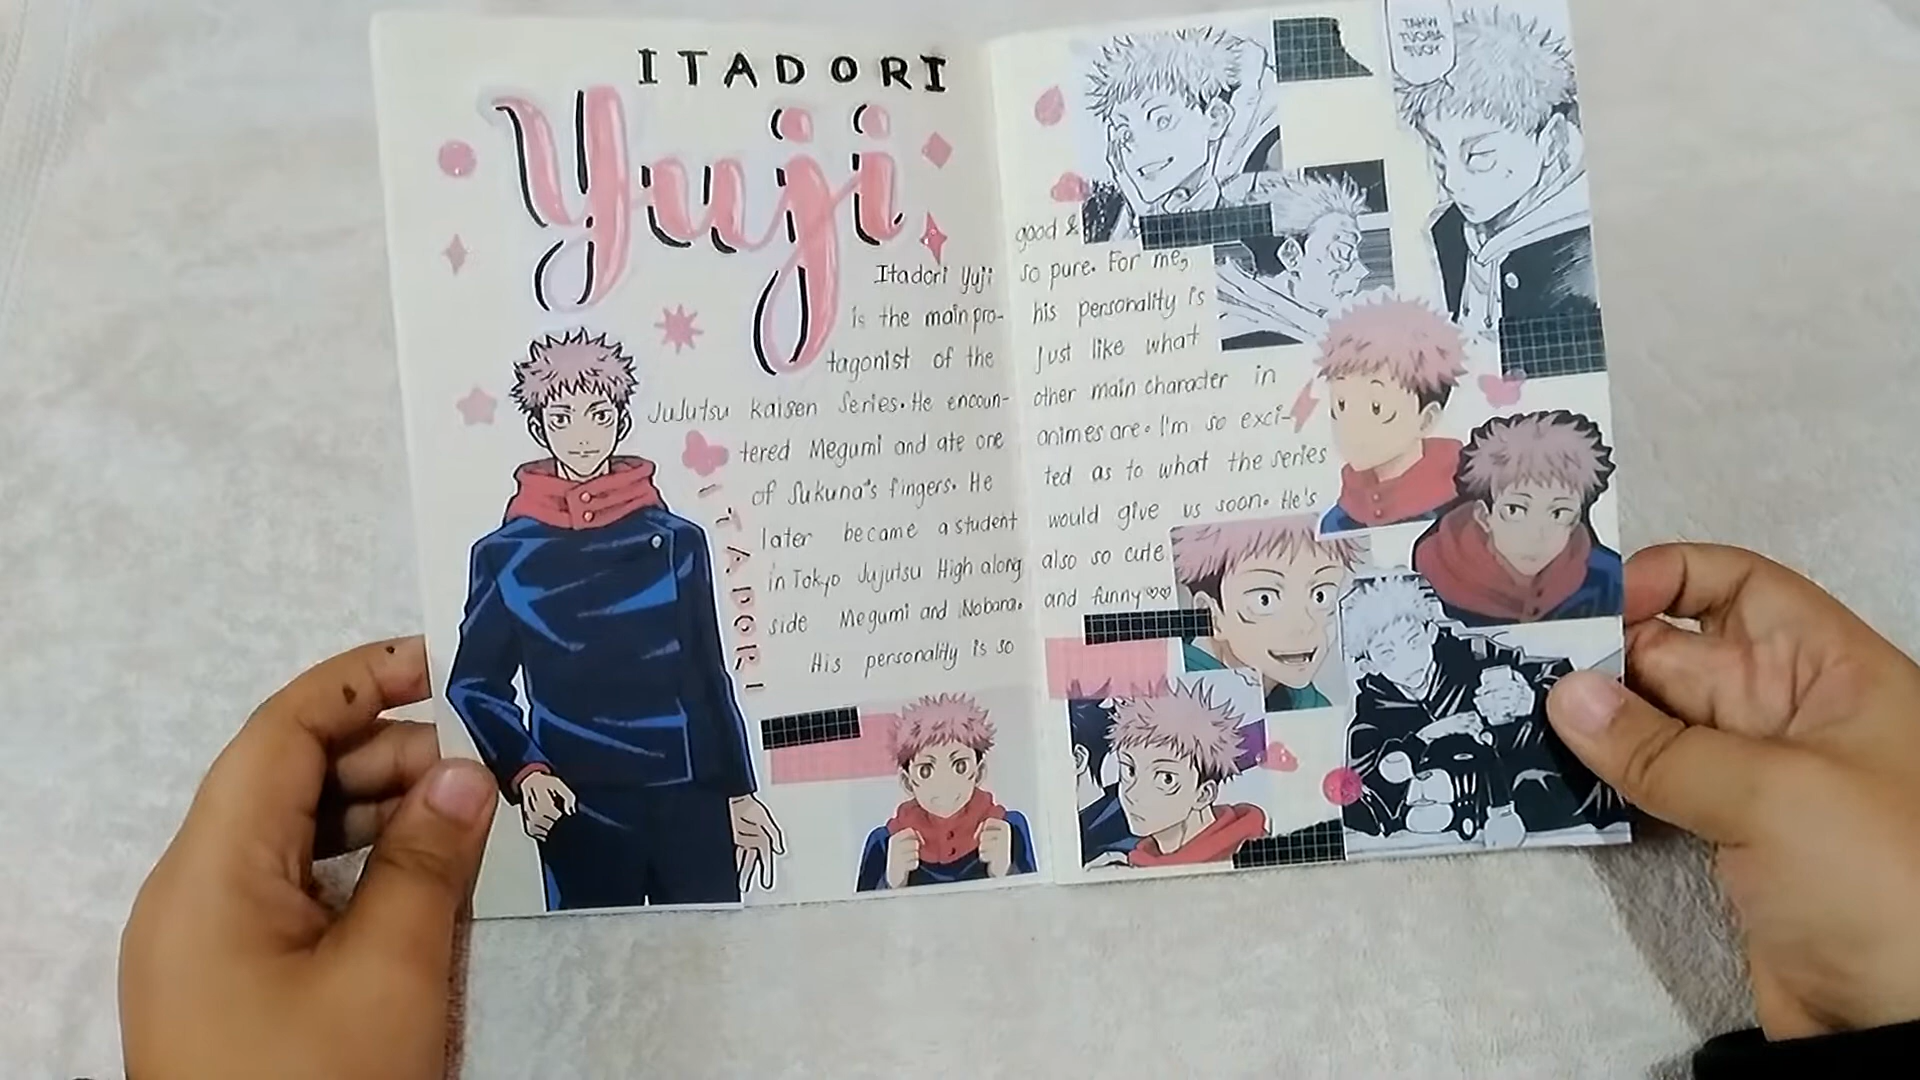 ITADORI
Yuji
Itadori Yuji
is the main pro-
tagonist of the
Jujutsu Kaisen Series. He encoun-
tered Megumi and ate one
of Sukuna's fingers. He
later became a student
in Tokyo Jujutsu High along
side Megumi and Nobara.
His personality is so
ITADORI
good &
so pure. For me,
his personality is
just like what
other main character in
animes are. I'm so exci-
ted as to what the series
would give us soon. He's
also so cute
and funny♡♡
WHAT
ABOUT
YOU?